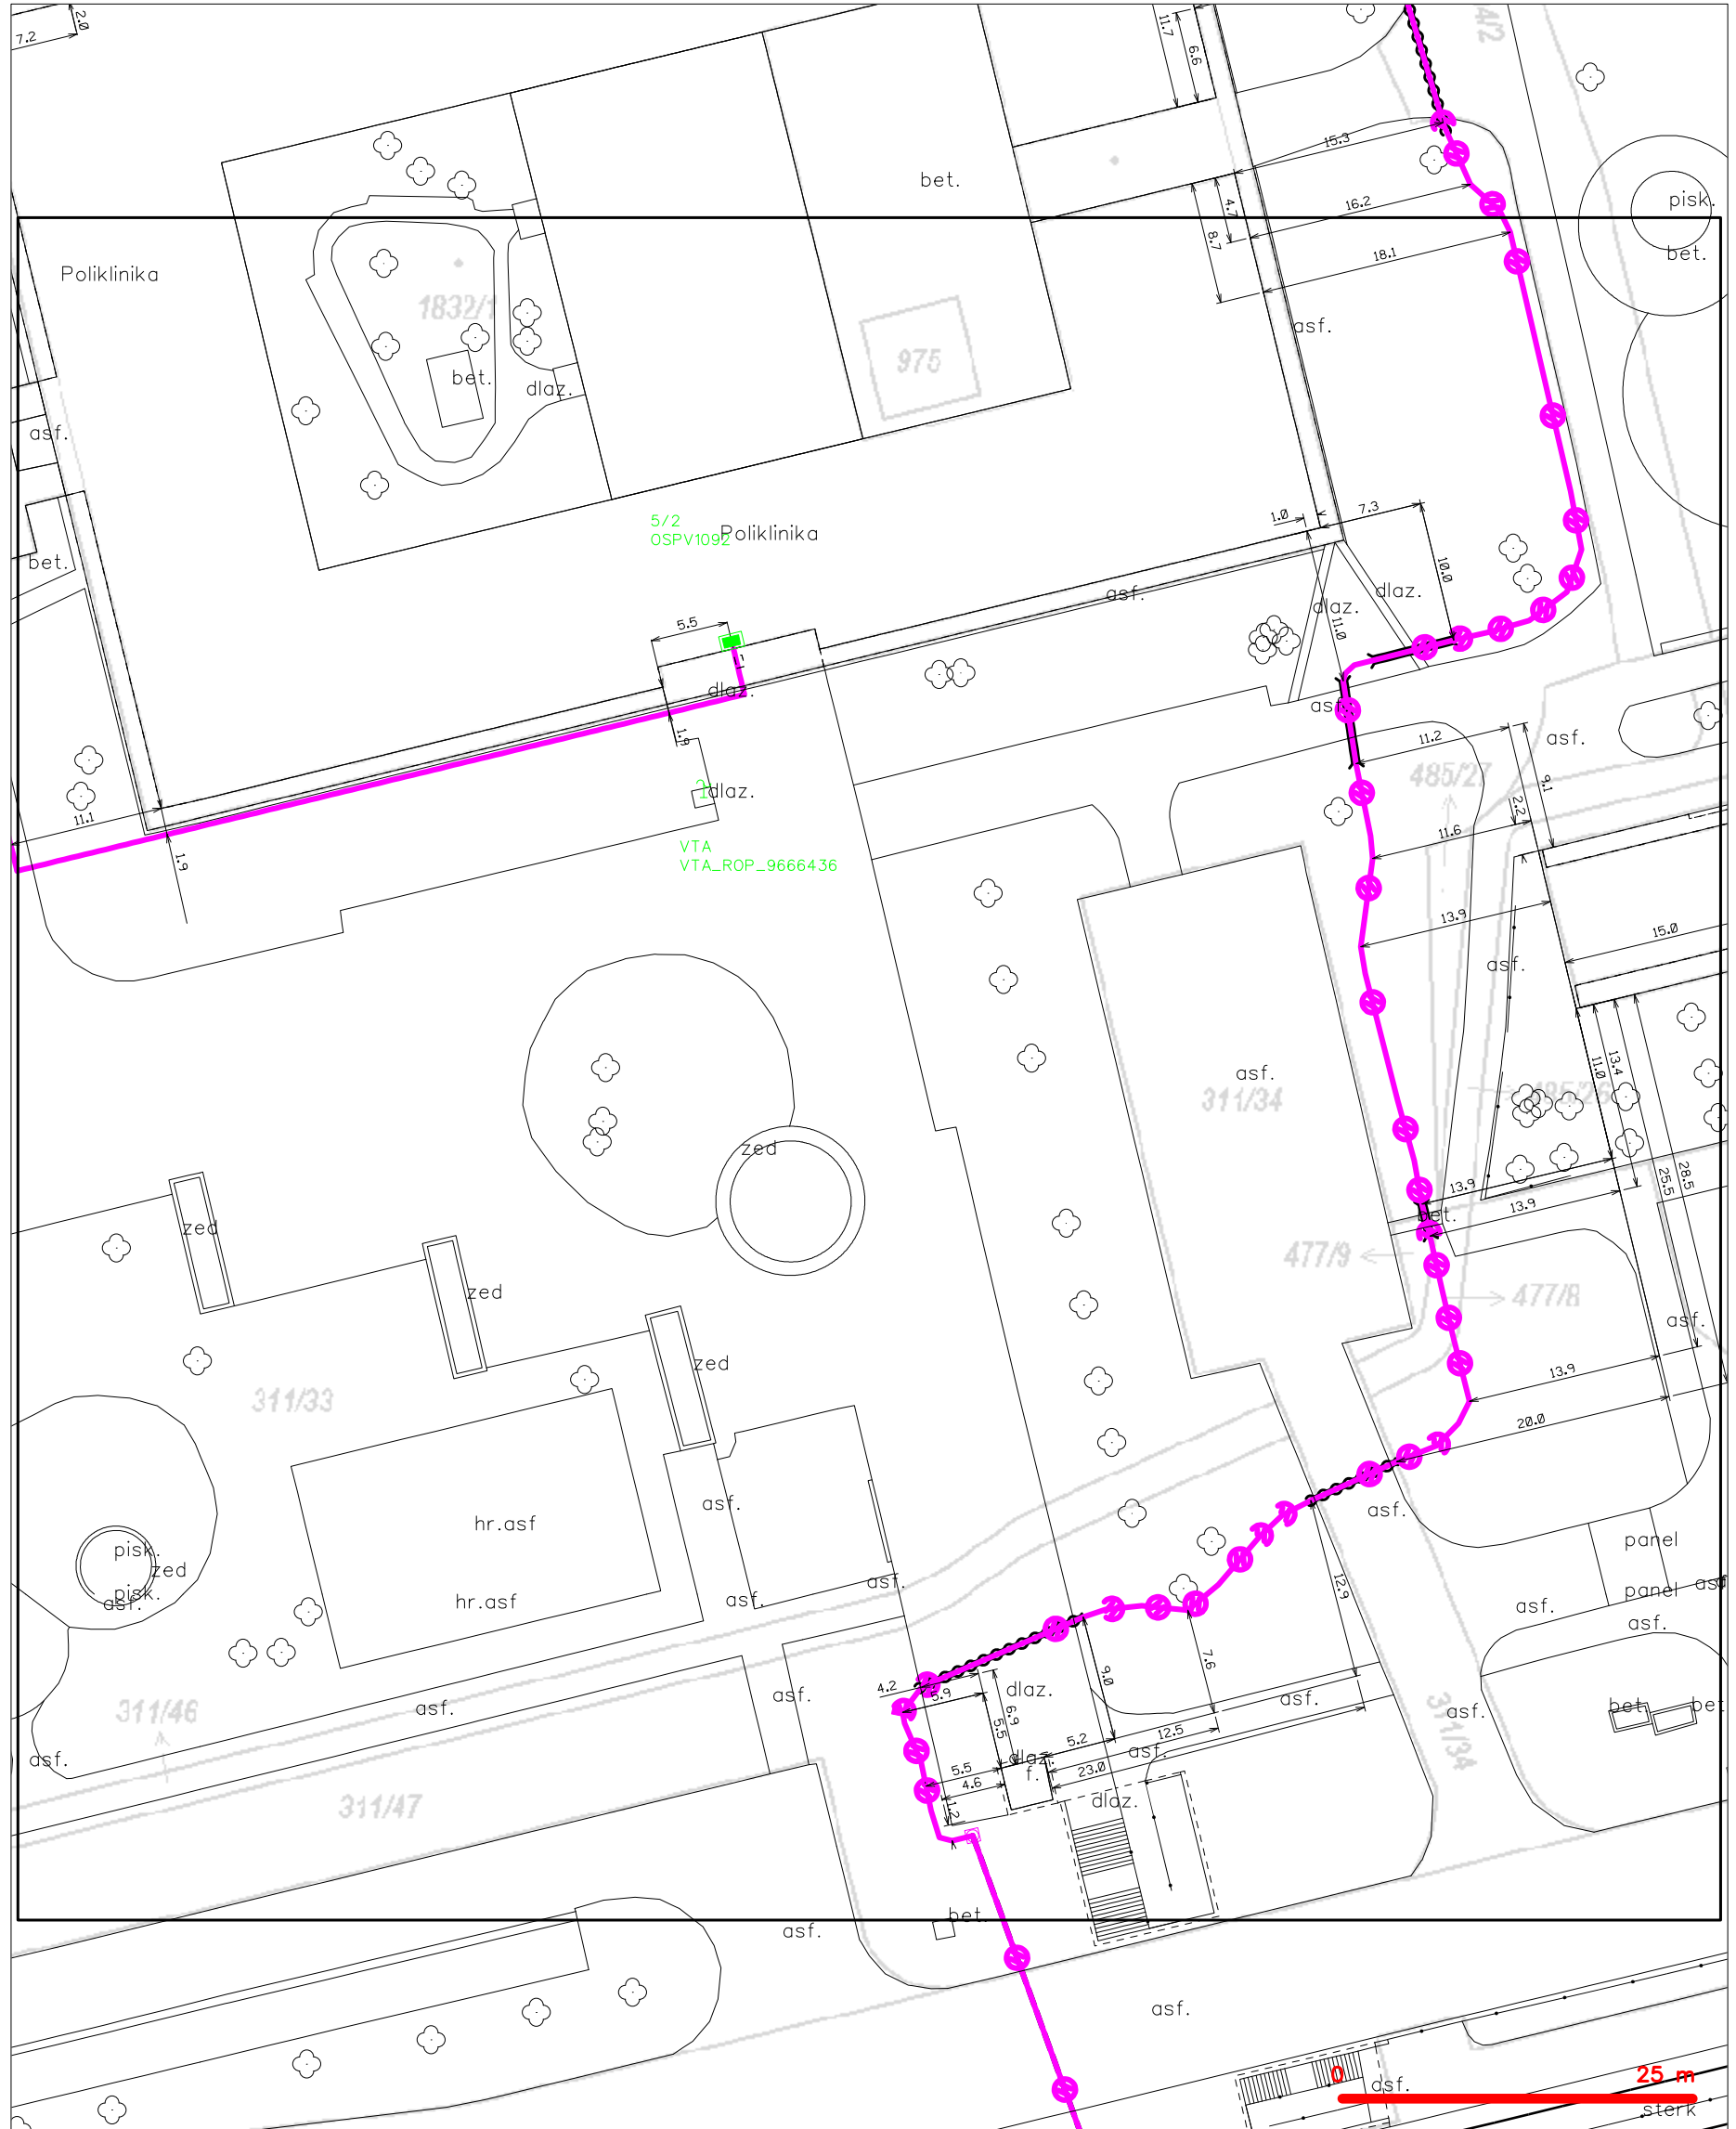 7.2
2.0
11.7
6.6
4/2
15.3
bet.
pisk.
16.2
4.7
8.7
18.1
bet.
Poliklinika
1832/1
asf.
975
bet.
dlaz.
asf.
5/2
OSPV1092
Poliklinika
1.0
7.3
10.0
bet.
asf.
dlaz.
dlaz.
11.0
5.5
dlaz.
asf.
1.9
11.2
asf.
485/27
9.1
dlaz.
2.2
11.1
11.6
VTA
VTA_ROP_9666436
1.9
13.9
15.0
asf.
asf.
311/34
11.0
13.4
485/26
zed
25.5
28.5
13.9
13.9
bet.
zed
477/9
477/8
zed
asf.
zed
13.9
311/33
20.0
asf.
asf.
hr.asf
pisk.
zed
panel
pisk.
asf.
hr.asf
asf.
asf.
12.9
panel
asf.
asf.
7.6
9.0
4.2
5.9
dlaz.
6.9
5.5
asf.
asf.
asf.
asf.
bet.
bet.
311/46
5.2
12.5
asf.
311/34
asf.
dlaz.
f.
5.5
4.6
23.0
dlaz.
311/47
1.2
bet.
asf.
asf.
0
25 m
asf.
sterk